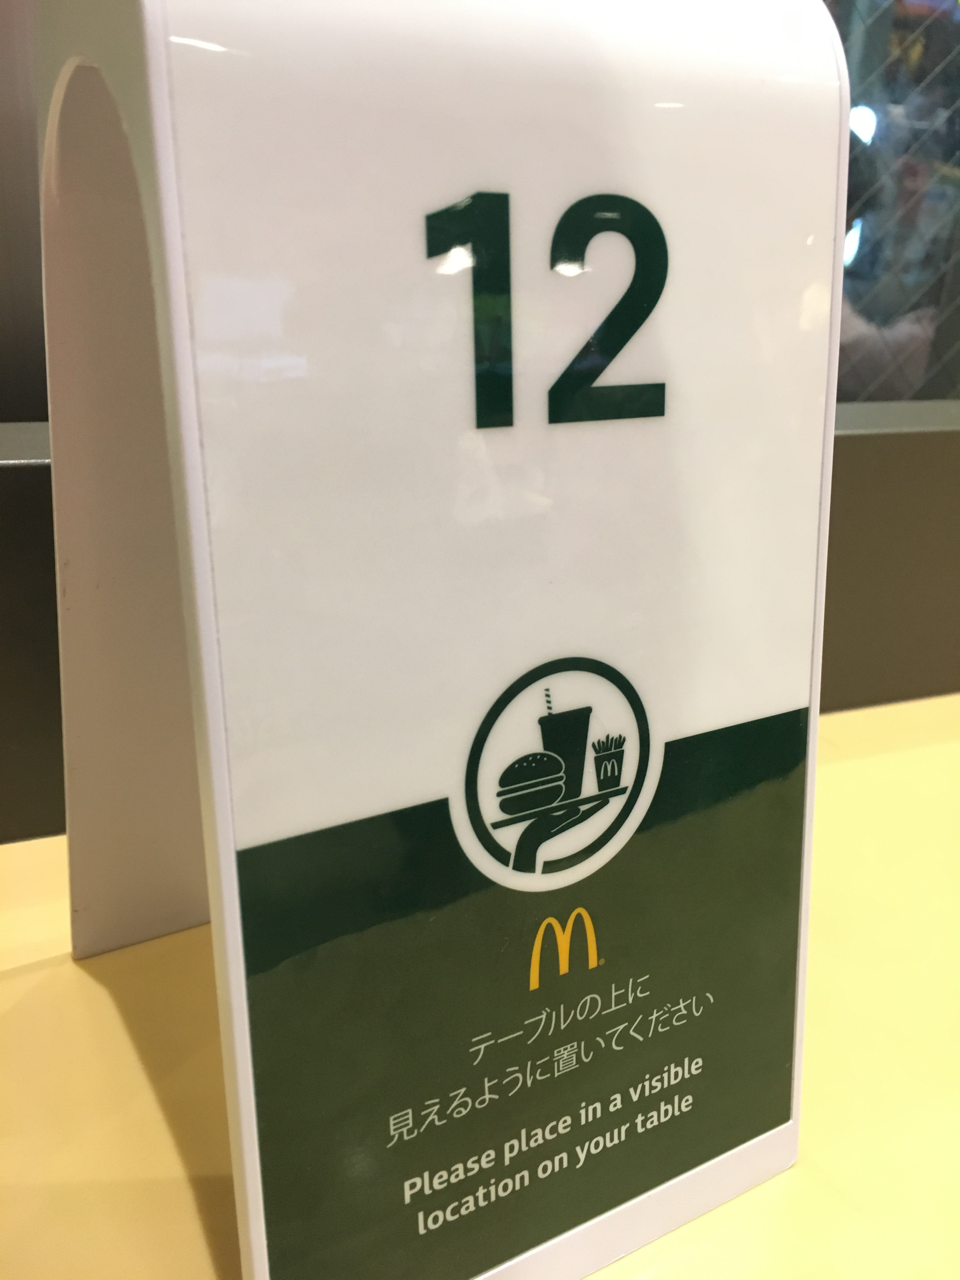 12
テーブルの上に
見えるように置いてください
Please place in a visible
location on your table